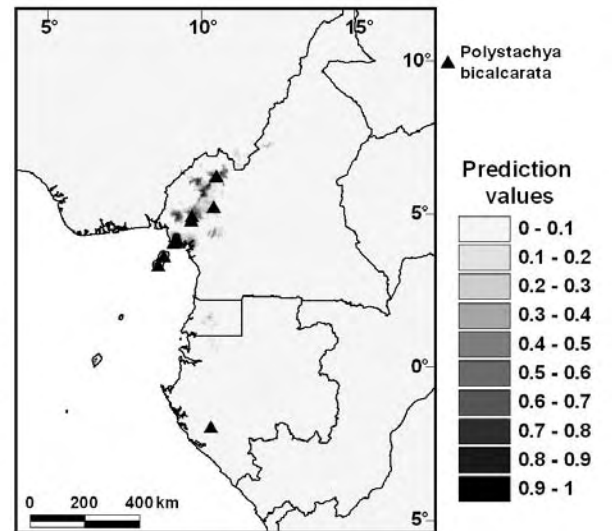 5° 10° 15°
10°
5°
0°
5°
0 200 400 km
Polystachya
bicalcarata
Prediction
values
0 - 0.1
0.1 - 0.2
0.2 - 0.3
0.3 - 0.4
0.4 - 0.5
0.5 - 0.6
0.6 - 0.7
0.7 - 0.8
0.8 - 0.9
0.9 - 1